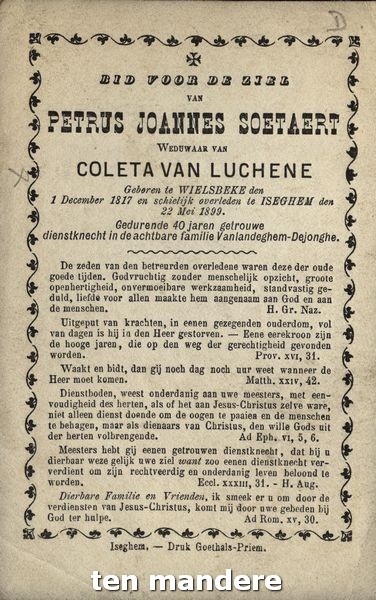 D
BID VOOR DE ZIEL
VAN
PETRUS JOANNES SOETAERT
WEDUWAAR VAN
COLETA VAN LUCHENE
Geboren te WIELSBEKE den
1 December 1817 en schielijk overleden te ISEGHEM den
22 Mei 1899.
Gedurende 40 jaren getrouwe
dienstknecht in de achtbare familie Vanlandeghem-Dejonghe.
De zeden van den betreurden overledene waren deze der oude
goede tijden. Godvruchtig zonder menschelijk opzicht, groote
openhertigheid, onvermoeibare werkzaamheid, standvastig ge-
duld, liefde voor allen maakte hem aangenaam aan God en aan
de menschen. H. Gr. Naz.
Uitgeput van krachten, in eenen gezegenden ouderdom, vol
van dagen is hij in den Heer gestorven. — Eene eerekroon zijn
de hooge jaren, die op den weg der gerechtigheid gevonden
worden. Prov. XVI, 31.
Waakt en bidt, dan gij noch dag noch uur weet wanneer de
Heer moet komen. Matth. XXIV, 42.
Dienstboden, weest onderdanig aan uwe meesters, met een-
voudigheid des herten, als of het aan Jesus-Christus zelve ware,
niet alleen dienst doende om de oogen te paaien en de menschen
te behagen, maar als dienaars van Christus, den wille Gods uit
der herten volbrengende. Ad Eph. VI, 5, 6.
Meesters hebt gij eenen getrouwen dienstknecht, dat hij u
dierbaar weze gelijk uwe ziel want zoo eenen dienstknecht ver-
verdient om zijn rechtveerdig en onderdanig leven beloond te
worden. Eccl. XXXIII, 31. - H. Aug.
Dierbare Familie en Vrienden, ik smeek er u om door de
verdiensten van Jesus-Christus, komt mij door uwe gebeden bij
God ter hulpe. Ad Rom. XV, 30.
Iseghem. — Druk Goethals-Priem.
ten mandere